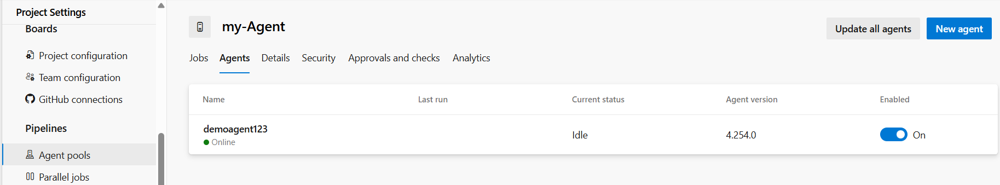 Project Settings
Boards
Project configuration
Team configuration
GitHub connections
Pipelines
Agent pools
Parallel jobs
my-Agent
Update all agents
New agent
Jobs
Agents
Details
Security
Approvals and checks
Analytics
Name
Last run
Current status
Agent version
Enabled
demoagent123
Online
Idle
4.254.0
On